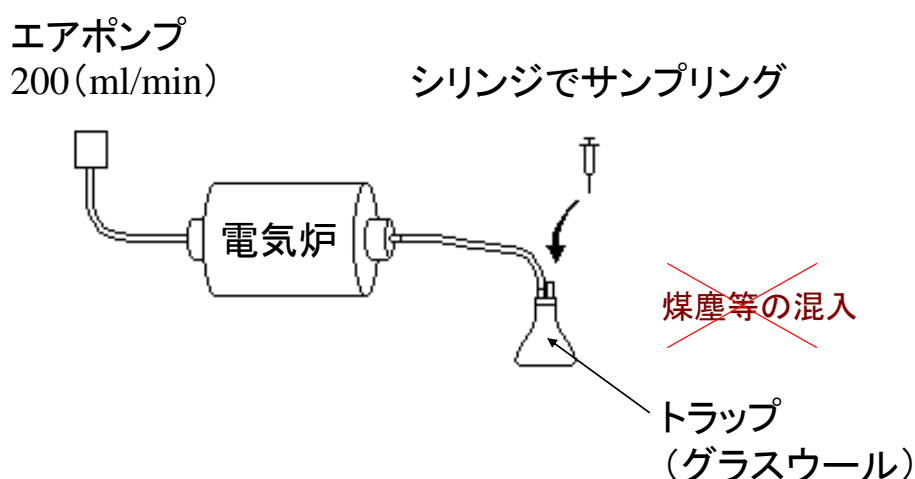 エアポンプ
200（ml/min）
シリンジでサンプリング
電気炉
煤塵等の混入
トラップ
（グラスウール）